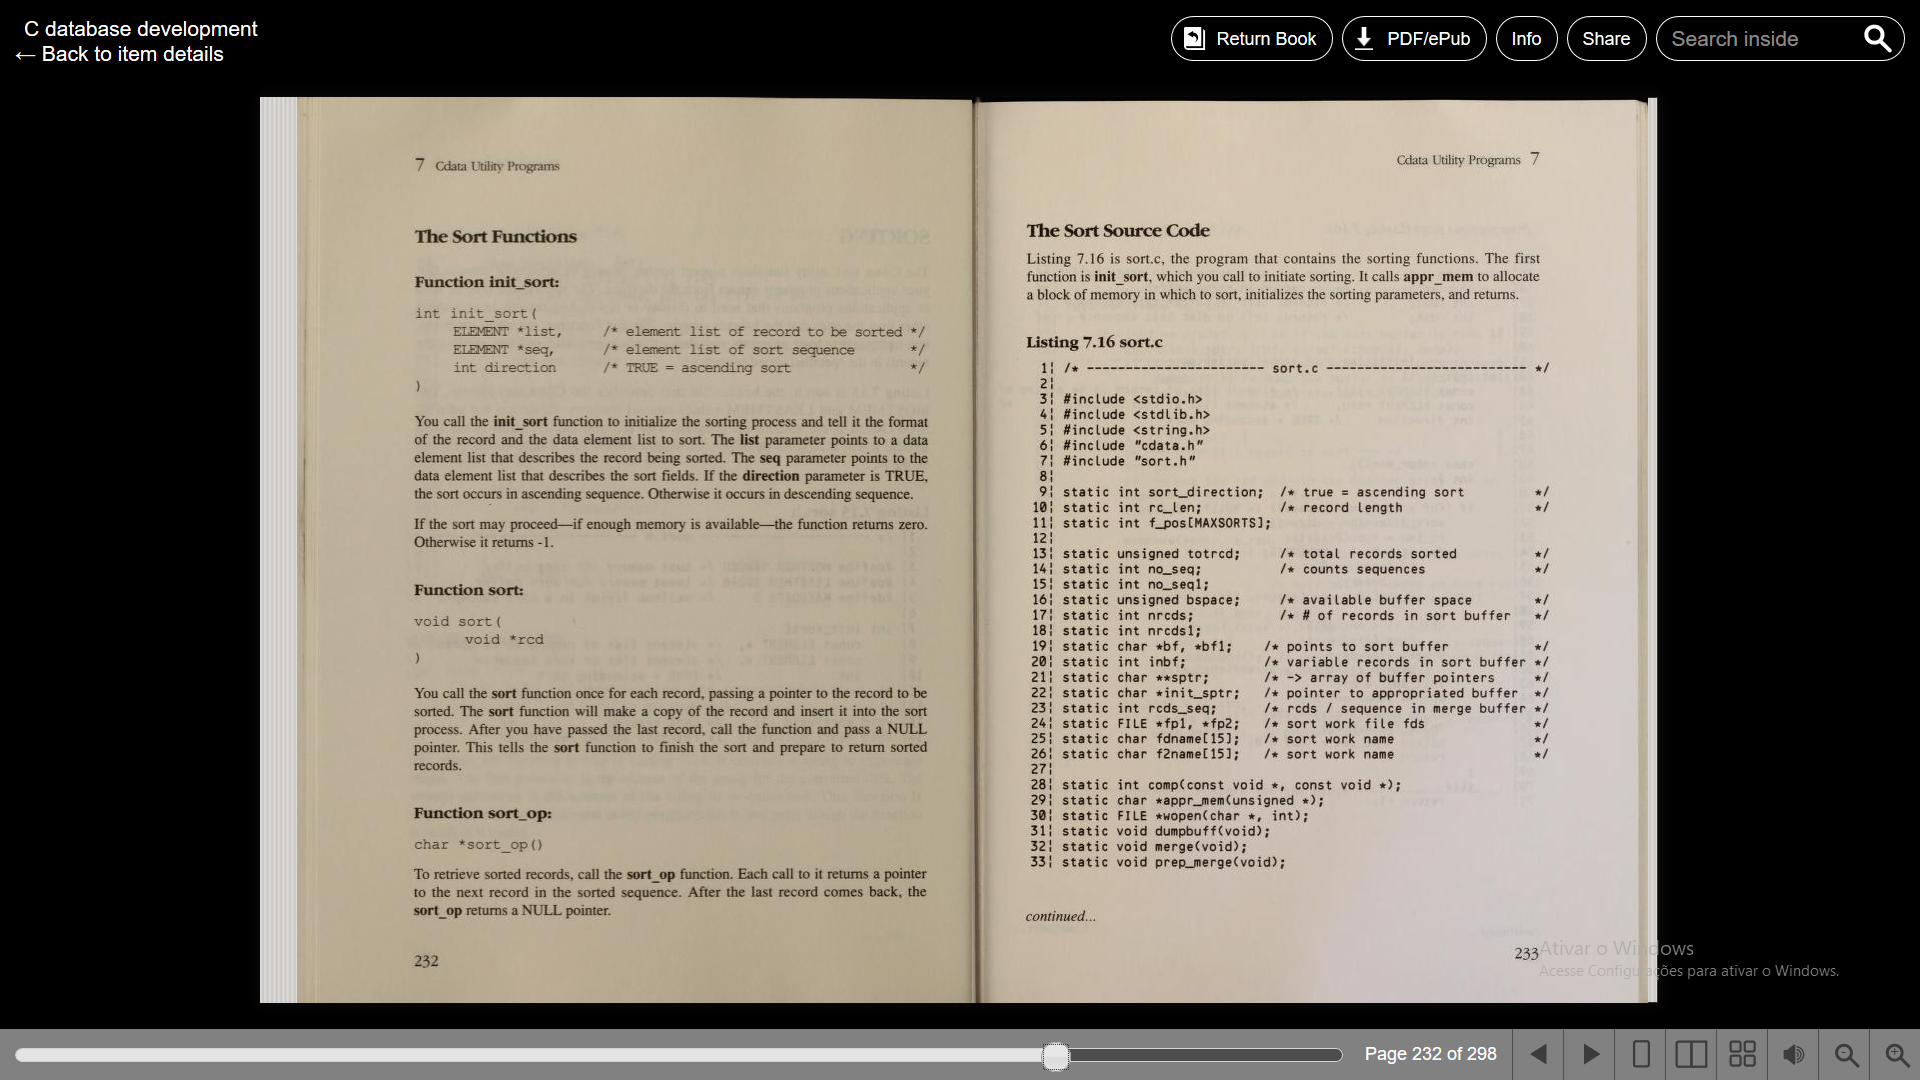 C database development
← Back to item details
Return Book
PDF/ePub
Info
Share
Search inside
7 Cdata Utility Programs
The Sort Functions
Function init_sort:
int init_sort(
ELEMENT *list, /* element list of record to be sorted */
ELEMENT *seq, /* element list of sort sequence */
int direction /* TRUE = ascending sort */
)
You call the init_sort function to initialize the sorting process and tell it the format
of the record and the data element list to sort. The list parameter points to a data
element list that describes the record being sorted. The seq parameter points to the
data element list that describes the sort fields. If the direction parameter is TRUE,
the sort occurs in ascending sequence. Otherwise it occurs in descending sequence.
If the sort may proceed—if enough memory is available—the function returns zero.
Otherwise it returns -1.
Function sort:
void sort(
void *rcd
)
You call the sort function once for each record, passing a pointer to the record to be
sorted. The sort function will make a copy of the record and insert it into the sort
process. After you have passed the last record, call the function and pass a NULL
pointer. This tells the sort function to finish the sort and prepare to return sorted
records.
Function sort_op:
char *sort_op()
To retrieve sorted records, call the sort_op function. Each call to it returns a pointer
to the next record in the sorted sequence. After the last record comes back, the
sort_op returns a NULL pointer.
232
Cdata Utility Programs 7
The Sort Source Code
Listing 7.16 is sort.c, the program that contains the sorting functions. The first
function is init_sort, which you call to initiate sorting. It calls appr_mem to allocate
a block of memory in which to sort, initializes the sorting parameters, and returns.
Listing 7.16 sort.c
1¦ /* ----------------------- sort.c -------------------------- */
2¦
3¦ #include <stdio.h>
4¦ #include <stdlib.h>
5¦ #include <string.h>
6¦ #include "cdata.h"
7¦ #include "sort.h"
8¦
9¦ static int sort_direction; /* true = ascending sort */
10¦ static int rc_len; /* record length */
11¦ static int f_pos[MAXSORTS];
12¦
13¦ static unsigned totrcd; /* total records sorted */
14¦ static int no_seq; /* counts sequences */
15¦ static int no_seq1;
16¦ static unsigned bspace; /* available buffer space */
17¦ static int nrcds; /* # of records in sort buffer */
18¦ static int nrcds1;
19¦ static char *bf, *bf1; /* points to sort buffer */
20¦ static int inbf; /* variable records in sort buffer */
21¦ static char **sptr; /* -> array of buffer pointers */
22¦ static char *init_sptr; /* pointer to appropriated buffer */
23¦ static int rcds_seq; /* rcds / sequence in merge buffer */
24¦ static FILE *fp1, *fp2; /* sort work file fds */
25¦ static char fdname[15]; /* sort work name */
26¦ static char f2name[15]; /* sort work name */
27¦
28¦ static int comp(const void *, const void *);
29¦ static char *appr_mem(unsigned *);
30¦ static FILE *wopen(char *, int);
31¦ static void dumpbuff(void);
32¦ static void merge(void);
33¦ static void prep_merge(void);
continued...
233
Ativar o Windows
Acesse Configurações para ativar o Windows.
Page 232 of 298